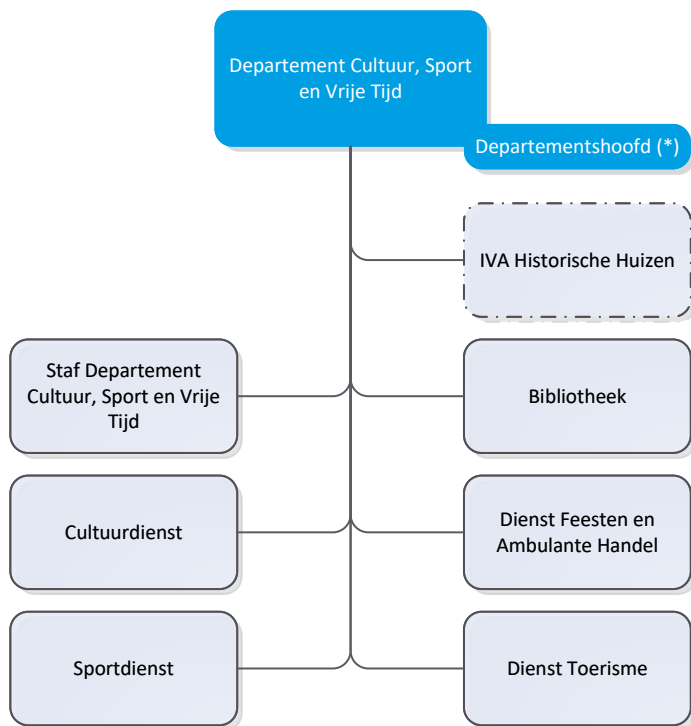 Departement Cultuur, Sport
en Vrije Tijd
Departementshoofd (*)
IVA Historische Huizen
Staf Departement
Cultuur, Sport en Vrije
Tijd
Bibliotheek
Cultuurdienst
Dienst Feesten en
Ambulante Handel
Sportdienst
Dienst Toerisme